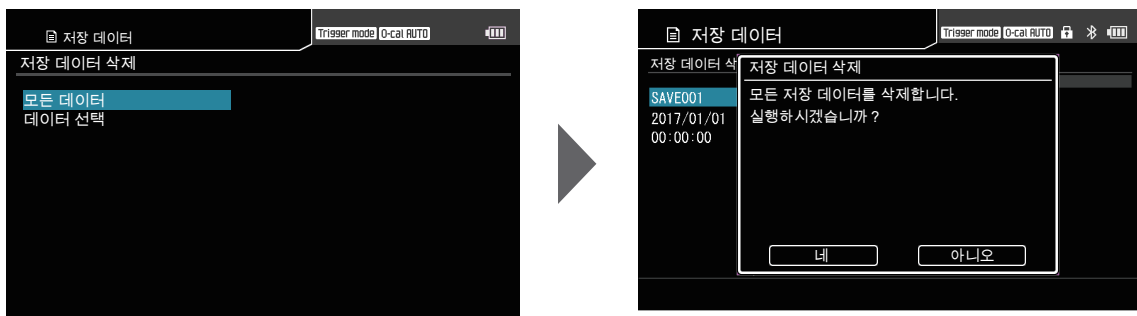 저장 데이터
Trigger mode 0-cal AUTO
저장 데이터 삭제
모든 데이터
데이터 선택
저장 데이터
Trigger mode 0-cal AUTO
저장 데이터 삭
SAVE001
2017/01/01
00:00:00
저장 데이터 삭제
모든 저장 데이터를 삭제합니다.
실행하시겠습니까 ?
네
아니오